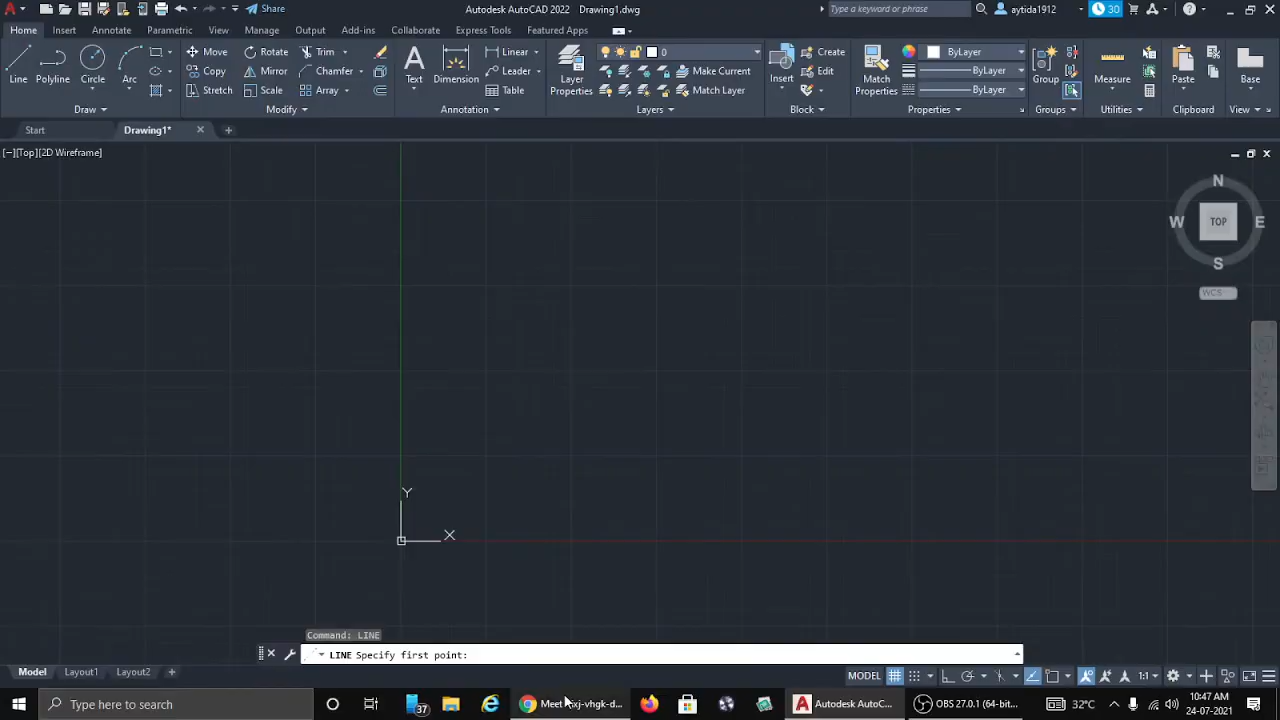 Share Autodesk AutoCAD 2022 Drawing1.dwg Type a keyword or phrase aytida1912 30
Home Insert Annotate Parametric View Manage Output Add-ins Collaborate Express Tools Featured Apps
Move Rotate Trim Linear 0 Create ByLayer
Line Polyline Circle Arc Copy Mirror Chamfer Text Dimension Leader Layer Properties Make Current Insert Edit Match Properties ByLayer Group Measure Paste Base
Stretch Scale Array Table Match Layer ByLayer
Draw Modify Annotation Layers Block Properties Groups Utilities Clipboard View
Start Drawing1*
[−][Top][2D Wireframe]
N
W TOP E
S
WCS
Y
X
Command: LINE
LINE Specify first point:
Model Layout1 Layout2 MODEL 1:1
Type here to search 37 Autodesk AutoC... OBS 27.0.1 (64-bit... 32°C 10:47 AM
24-07-2021